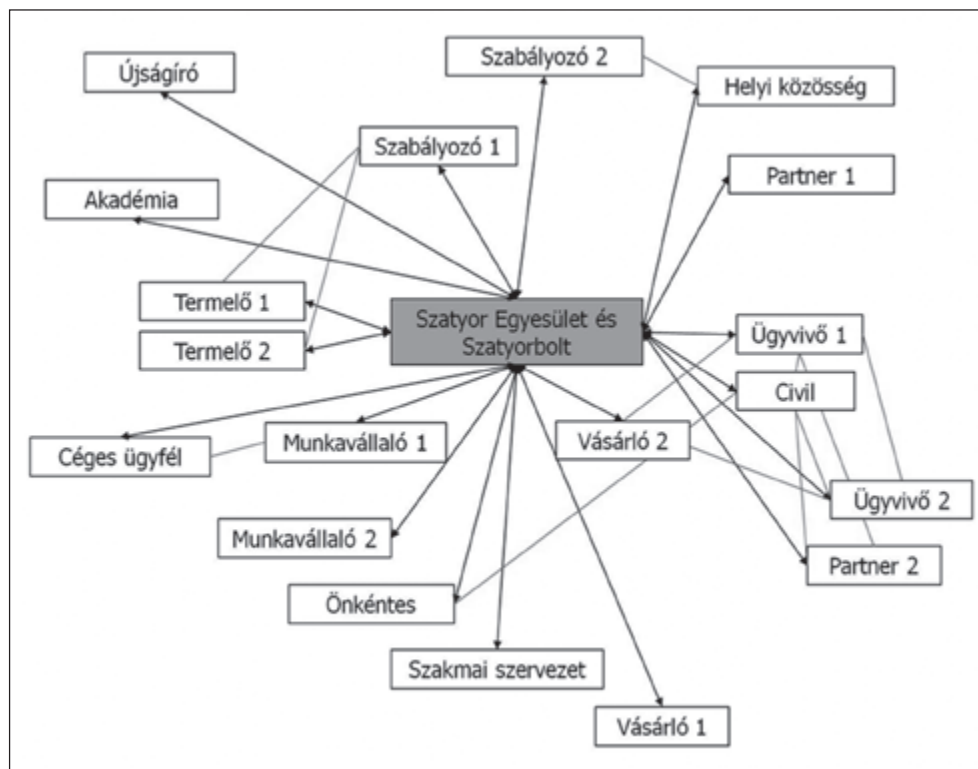 Szabályozó 2
Újságíró
Helyi közösség
Szabályozó 1
Partner 1
Akadémia
Termelő 1
Szatyor Egyesület és
Szatyorbolt
Ügyvivő 1
Termelő 2
Civil
Céges ügyfél
Munkavállaló 1
Vásárló 2
Ügyvivő 2
Munkavállaló 2
Partner 2
Önkéntes
Szakmai szervezet
Vásárló 1